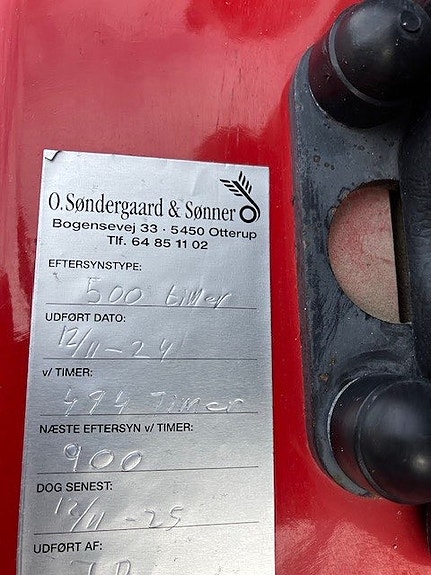 O. Søndergaard & Sønner
Bogensevej 33 · 5450 Otterup
Tlf. 64 85 11 02
EFTERSYNSTYPE:
500 timer
UDFØRT DATO:
12/11-24
v/ TIMER:
494 Timer
NÆSTE EFTERSYN v/ TIMER:
900
DOG SENEST:
12/11-25
UDFØRT AF: